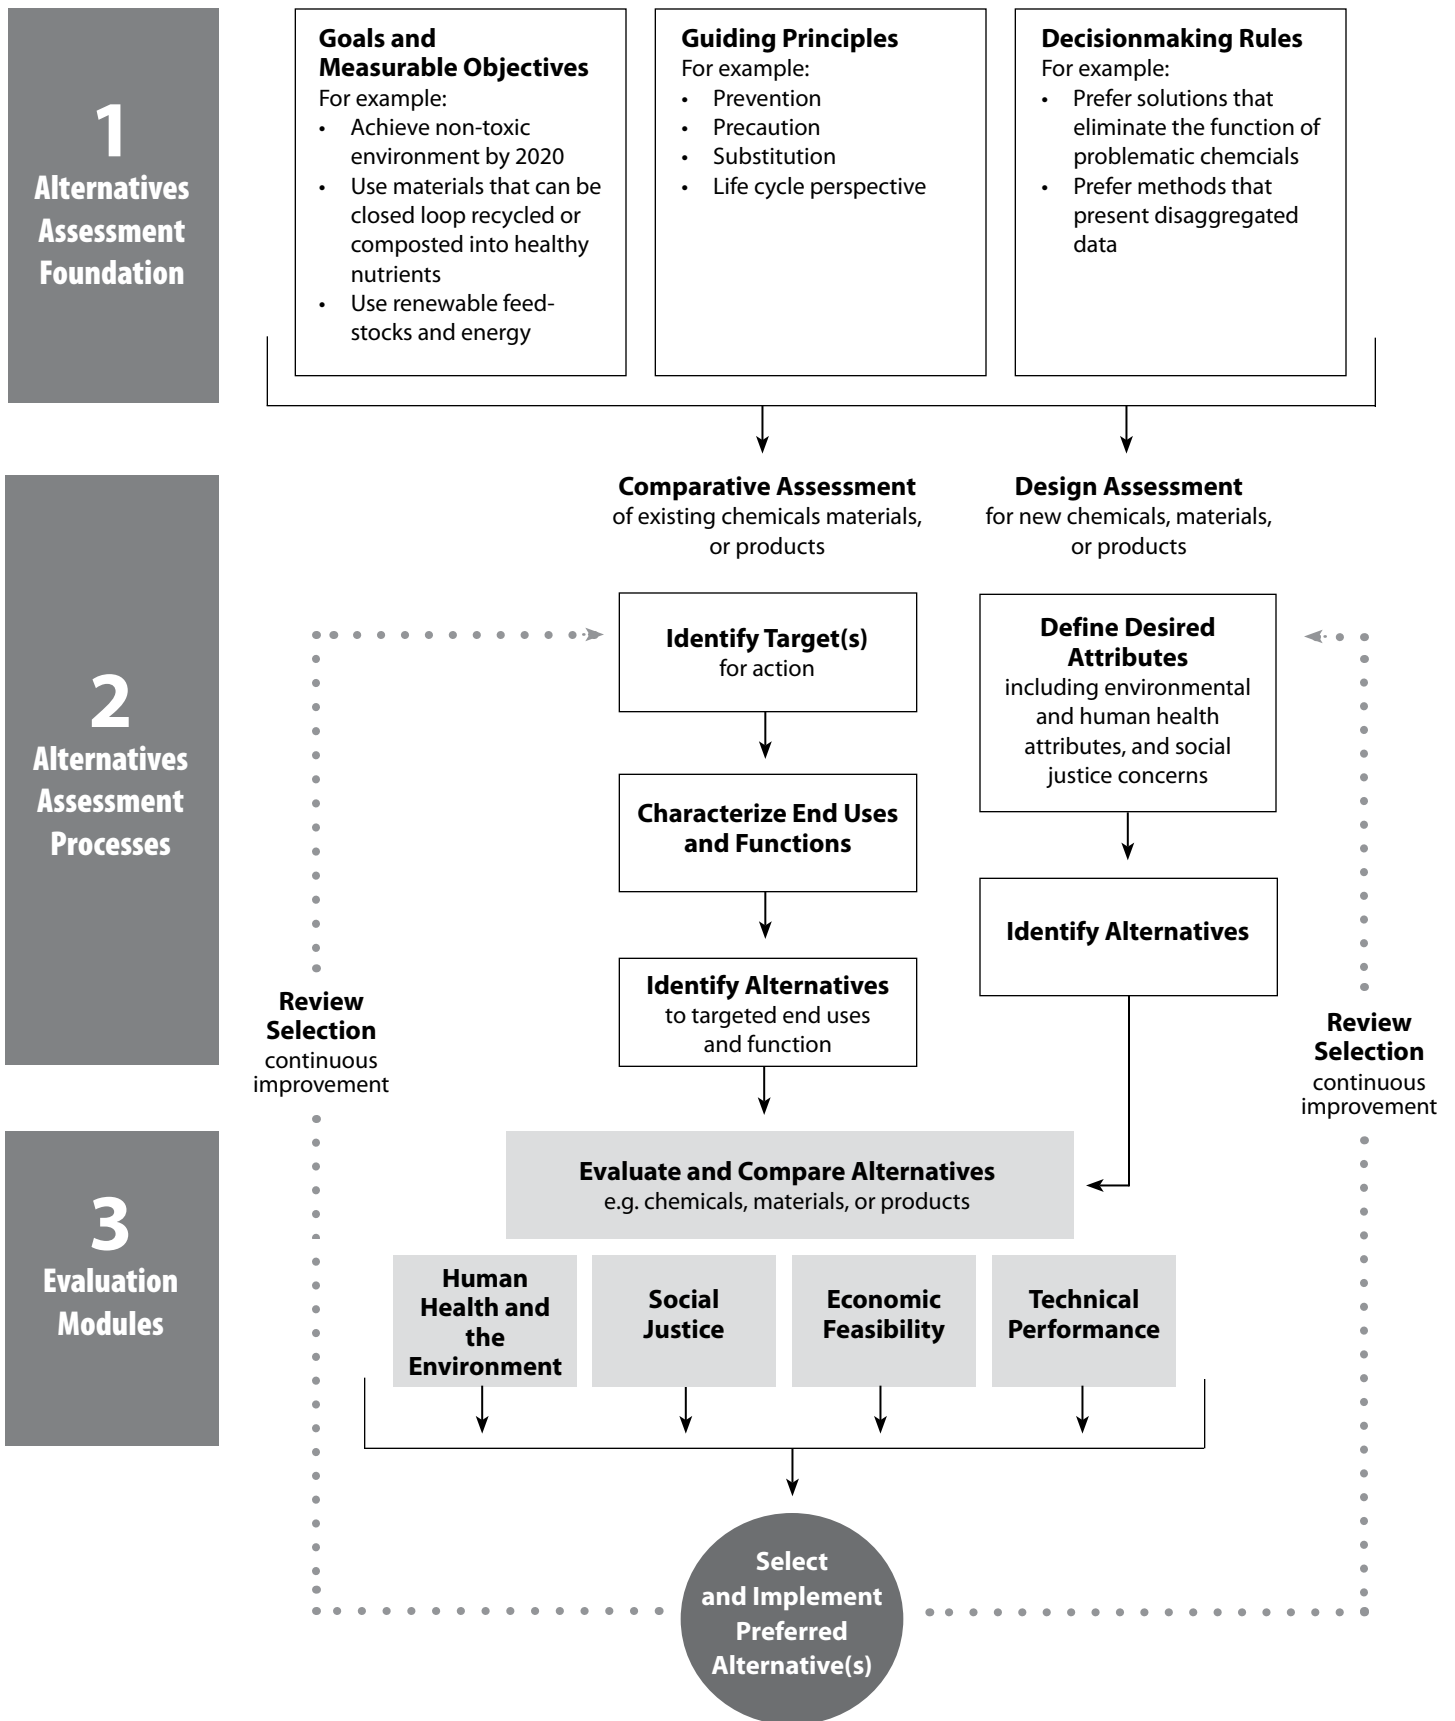 1
Alternatives
Assessment
Foundation
Goals and
Measurable Objectives
For example:
• Achieve non-toxic
environment by 2020
• Use materials that can be
closed loop recycled or
composted into healthy
nutrients
• Use renewable feed-
stocks and energy
Guiding Principles
For example:
• Prevention
• Precaution
• Substitution
• Life cycle perspective
Decisionmaking Rules
For example:
• Prefer solutions that
eliminate the function of
problematic chemcials
• Prefer methods that
present disaggregated
data
2
Alternatives
Assessment
Processes
Comparative Assessment
of existing chemicals materials,
or products
Design Assessment
for new chemicals, materials,
or products
Identify Target(s)
for action
Characterize End Uses
and Functions
Identify Alternatives
to targeted end uses
and function
Define Desired
Attributes
including environmental
and human health
attributes, and social
justice concerns
Identify Alternatives
Review
Selection
continuous
improvement
Review
Selection
continuous
improvement
3
Evaluation
Modules
Evaluate and Compare Alternatives
e.g. chemicals, materials, or products
Human
Health and
the
Environment
Social
Justice
Economic
Feasibility
Technical
Performance
Select
and Implement
Preferred
Alternative(s)